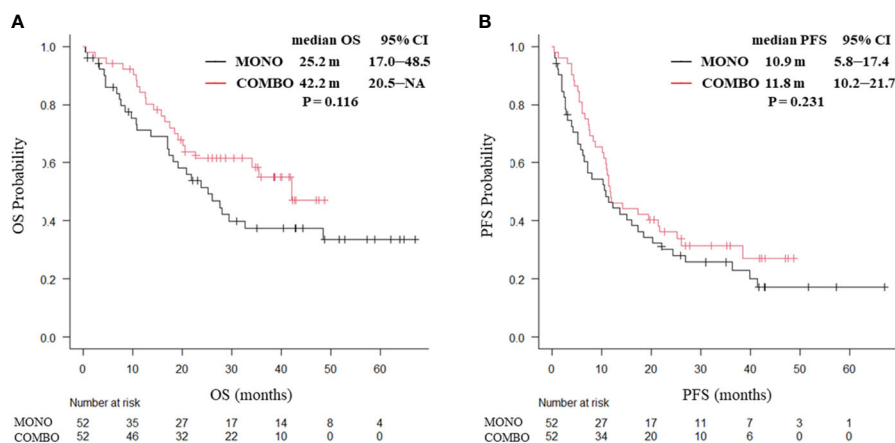 A
median OS 95% CI
MONO 25.2 m 17.0–48.5
COMBO 42.2 m 20.5–NA
P = 0.116
OS Probability
1.0
0.8
0.6
0.4
0.2
0.0
0 10 20 30 40 50 60
OS (months)
Number at risk
MONO 52 35 27 17 14 8 4
COMBO 52 46 32 22 10 0 0
B
median PFS 95% CI
MONO 10.9 m 5.8–17.4
COMBO 11.8 m 10.2–21.7
P = 0.231
PFS Probability
1.0
0.8
0.6
0.4
0.2
0.0
0 10 20 30 40 50 60
PFS (months)
Number at risk
MONO 52 27 17 11 7 3 1
COMBO 52 34 20 10 6 0 0